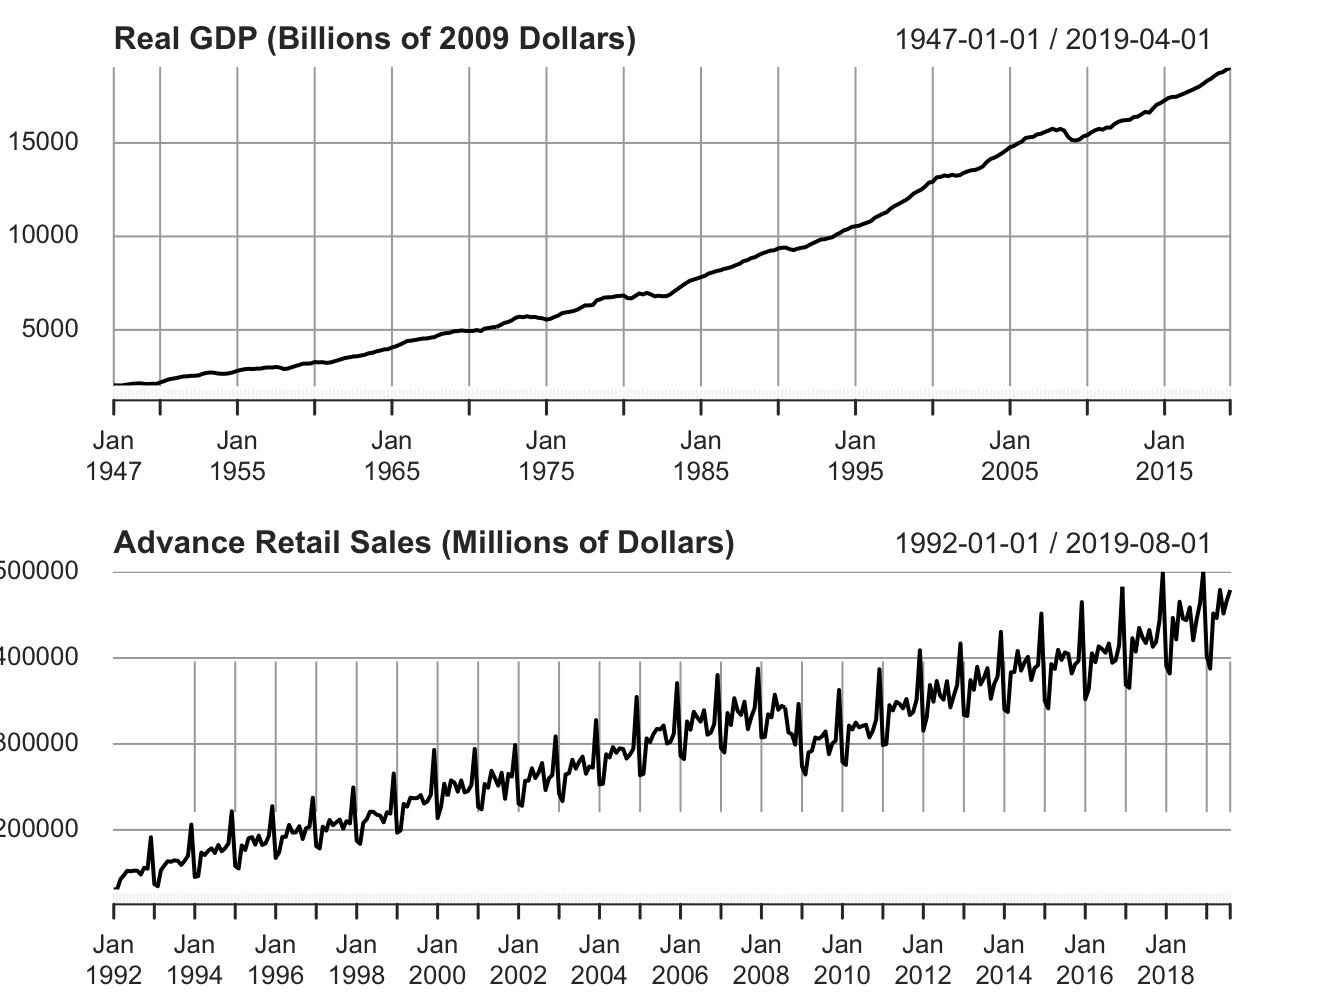 Real GDP (Billions of 2009 Dollars) 1947-01-01 / 2019-04-01
15000
10000
5000
Jan Jan Jan Jan Jan Jan Jan Jan
1947 1955 1965 1975 1985 1995 2005 2015
Advance Retail Sales (Millions of Dollars) 1992-01-01 / 2019-08-01
500000
400000
300000
200000
Jan Jan Jan Jan Jan Jan Jan Jan Jan Jan Jan Jan Jan Jan
1992 1994 1996 1998 2000 2002 2004 2006 2008 2010 2012 2014 2016 2018